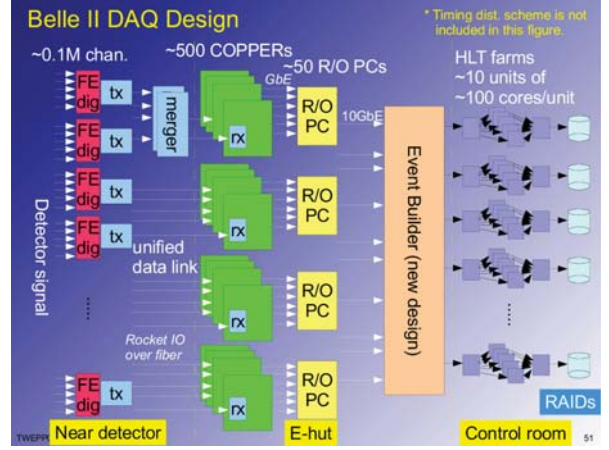 Belle II DAQ Design
* Timing dist. scheme is not
included in this figure.
~0.1M chan.
~500 COPPERs
~50 R/O PCs
HLT farms
~10 units of
~100 cores/unit
GbE
10GbE
Detector signal
FE
dig
tx
FE
dig
tx
FE
dig
tx
FE
dig
tx
FE
dig
tx
merger
unified
data link
Rocket IO
over fiber
rx
rx
rx
rx
R/O
PC
R/O
PC
R/O
PC
R/O
PC
Event Builder (new design)
RAIDs
Near detector
E-hut
Control room
51